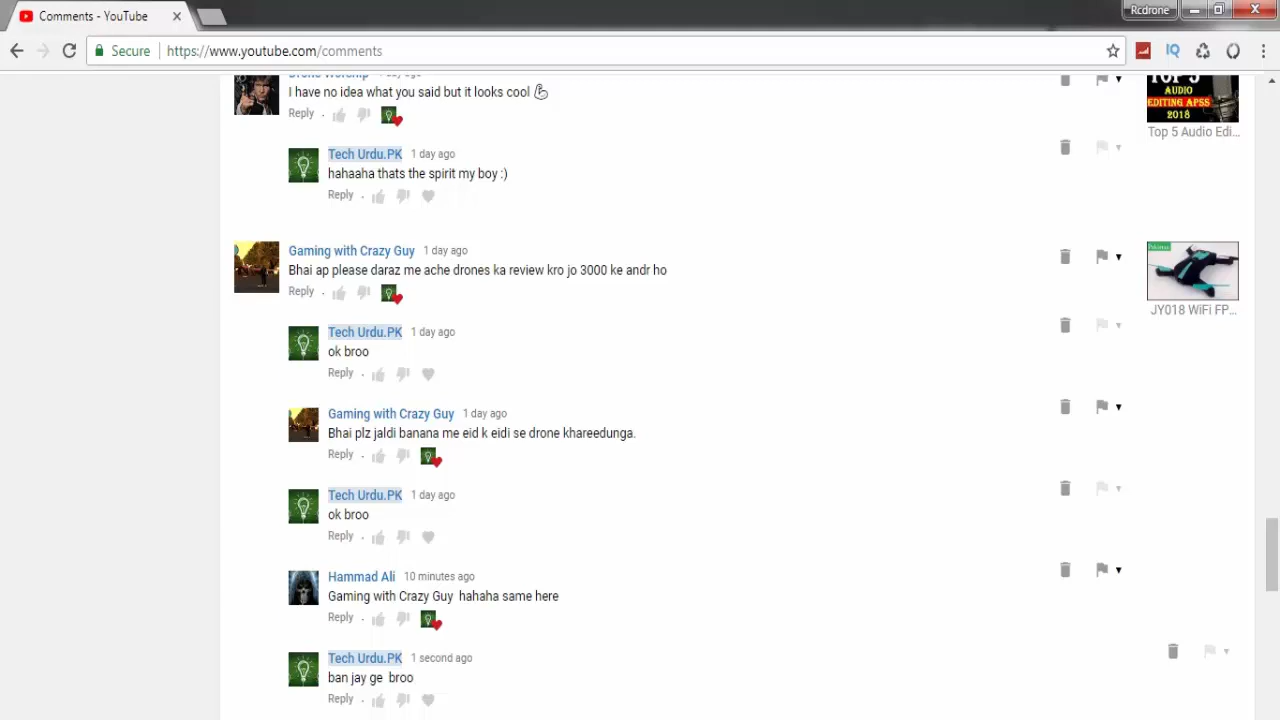 Comments - YouTube
Rcdrone
Secure
https://www.youtube.com/comments
I have no idea what you said but it looks cool 💪
Reply
TOP 5
AUDIO
EDITING APSS
2018
Top 5 Audio Edi...
Tech Urdu.PK 1 day ago
hahaaha thats the spirit my boy :)
Reply
Gaming with Crazy Guy 1 day ago
Bhai ap please daraz me ache drones ka review kro jo 3000 ke andr ho
Reply
JY018 WiFi FP...
Tech Urdu.PK 1 day ago
ok broo
Reply
Gaming with Crazy Guy 1 day ago
Bhai plz jaldi banana me eid k eidi se drone khareedunga.
Reply
Tech Urdu.PK 1 day ago
ok broo
Reply
Hammad Ali 10 minutes ago
Gaming with Crazy Guy hahaha same here
Reply
Tech Urdu.PK 1 second ago
ban jay ge broo
Reply